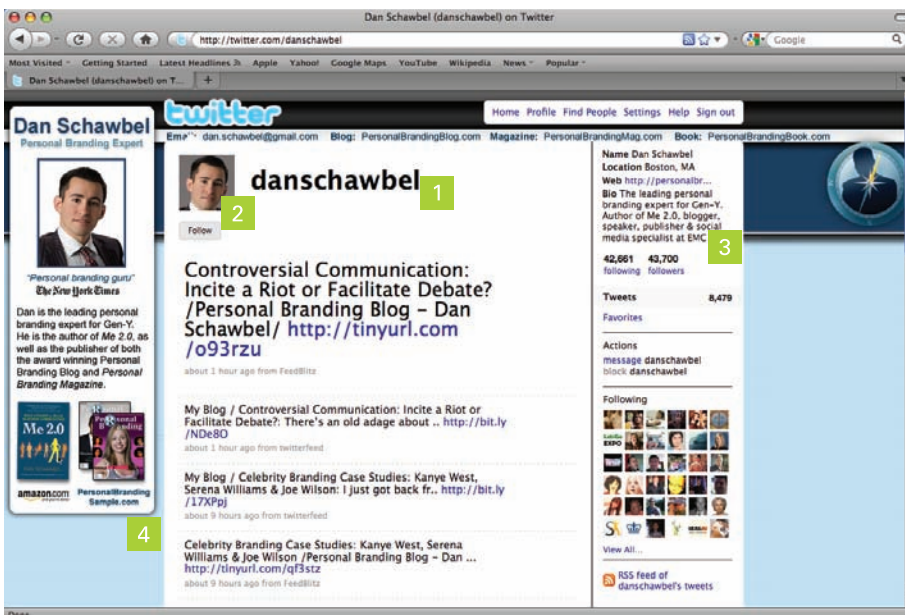 Dan Schawbel (danschawbel) on Twitter
http://twitter.com/danschawbel
Google
Most Visited Getting Started Latest Headlines Apple Yahoo! Google Maps YouTube Wikipedia News Popular
Dan Schawbel (danschawbel) on T...
twitter
Home Profile Find People Settings Help Sign out
dan.schawbel@gmail.com Blog: PersonalBrandingBlog.com Magazine: PersonalBrandingMag.com Book: PersonalBrandingBook.com
Dan Schawbel
Personal Branding Expert
"Personal branding guru"
The New York Times
Dan is the leading personal
branding expert for Gen-Y.
He is the author of Me 2.0, as
well as the publisher of both
the award winning Personal
Branding Blog and Personal
Branding Magazine.
Me 2.0
amazon.com
PersonalBranding
Sample.com
4
danschawbel
1
2
Follow
Controversial Communication:
Incite a Riot or Facilitate Debate?
/Personal Branding Blog - Dan
Schawbel/ http://tinyurl.com
/o93rzu
about 1 hour ago from FeedBlitz
My Blog / Controversial Communication: Incite a Riot or
Facilitate Debate?: There's an old adage about .. http://bit.ly
/NDe8O
about 1 hour ago from twitterfeed
My Blog / Celebrity Branding Case Studies: Kanye West,
Serena Williams & Joe Wilson: I just got back fr.. http://bit.ly
/17XPpj
about 9 hours ago from twitterfeed
Celebrity Branding Case Studies: Kanye West, Serena
Williams & Joe Wilson /Personal Branding Blog - Dan ...
http://tinyurl.com/qf3stz
about 9 hours ago from FeedBlitz
Name Dan Schawbel
Location Boston, MA
Web http://personalbr...
Bio The leading personal
branding expert for Gen-Y.
Author of Me 2.0, blogger,
speaker, publisher & social
media specialist at EMC
3
42,661 43,700
following followers
Tweets 8,479
Favorites
Actions
message danschawbel
block danschawbel
Following
View All...
RSS feed of
danschawbel's tweets